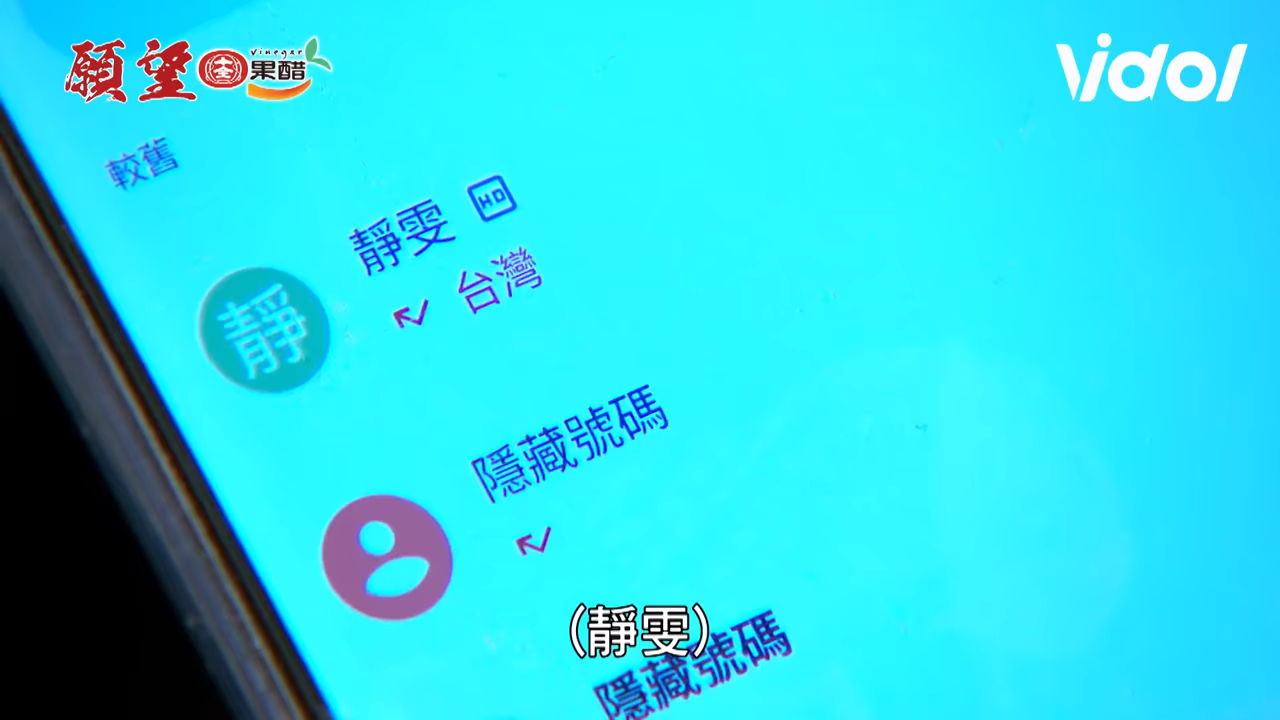 願望
大 果醋
Vinegar
Vidol
較舊
靜雯 HD
靜
台灣
隱藏號碼
(靜雯)
隱藏號碼